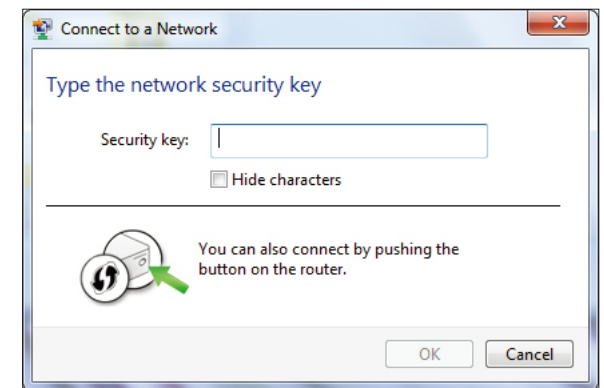 Connect to a Network
Type the network security key
Security key:
Hide characters
You can also connect by pushing the
button on the router.
OK Cancel